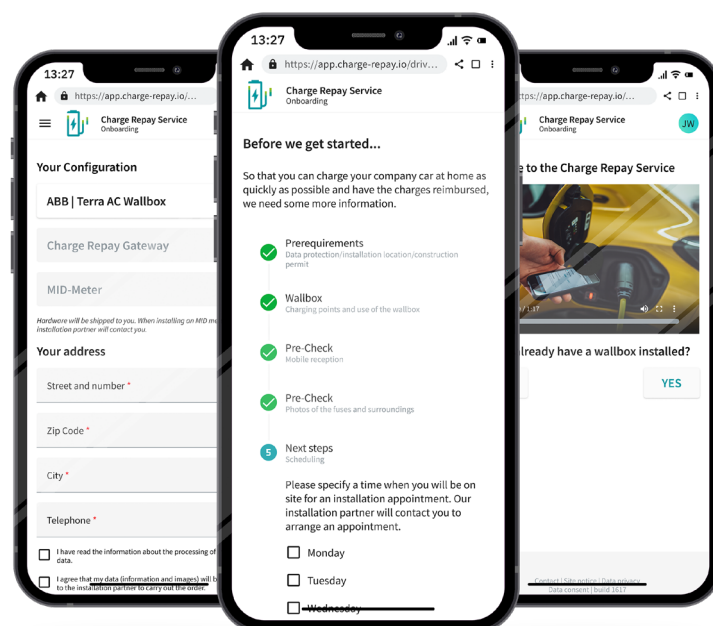 13:27
https://app.charge-repay.io/...
Charge Repay Service
Onboarding
Your Configuration
ABB | Terra AC Wallbox
Charge Repay Gateway
MID-Meter
Hardware will be shipped to you. When installing an MID me
installation partner will contact you.
Your address
Street and number *
Zip Code *
City *
Telephone *
I have read the information about the processing of
data.
I agree that my data (information and images) will b
to the installation partner to carry out the order.
13:27
https://app.charge-repay.io/driv...
Charge Repay Service
Onboarding
Before we get started...
So that you can charge your company car at home as
quickly as possible and have the charges reimbursed,
we need some more information.
Prerequirements
Data protection/installation location/construction
permit
Wallbox
Charging points and use of the wallbox
Pre-Check
Mobile reception
Pre-Check
Photos of the fuses and surroundings
5
Next steps
Scheduling
Please specify a time when you will be on
site for an installation appointment. Our
installation partner will contact you to
arrange an appointment.
Monday
Tuesday
Wednesday
ttps://app.charge-repay.io/...
Charge Repay Service
Onboarding
JW
e to the Charge Repay Service
/ 1:17
already have a wallbox installed?
YES
Contact | Site notice | Data privacy
Data consent | build 1617